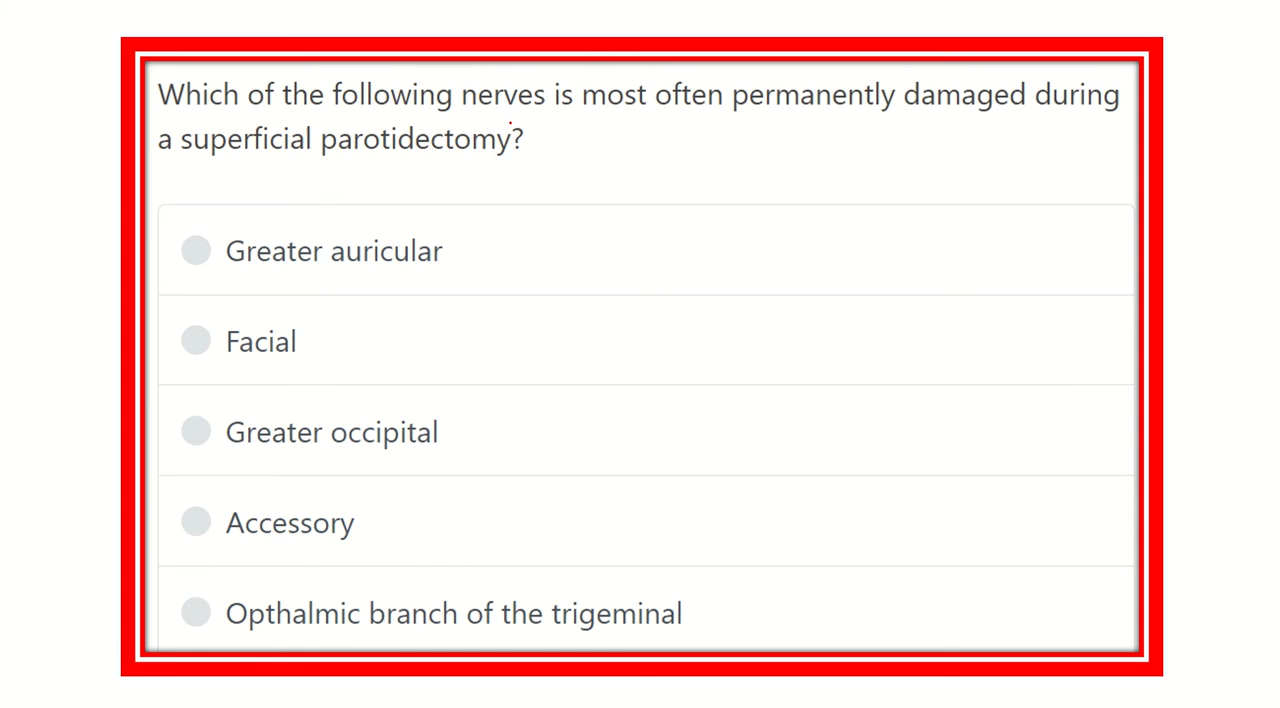 Which of the following nerves is most often permanently damaged during
a superficial parotidectomy?
Greater auricular
Facial
Greater occipital
Accessory
Opthalmic branch of the trigeminal